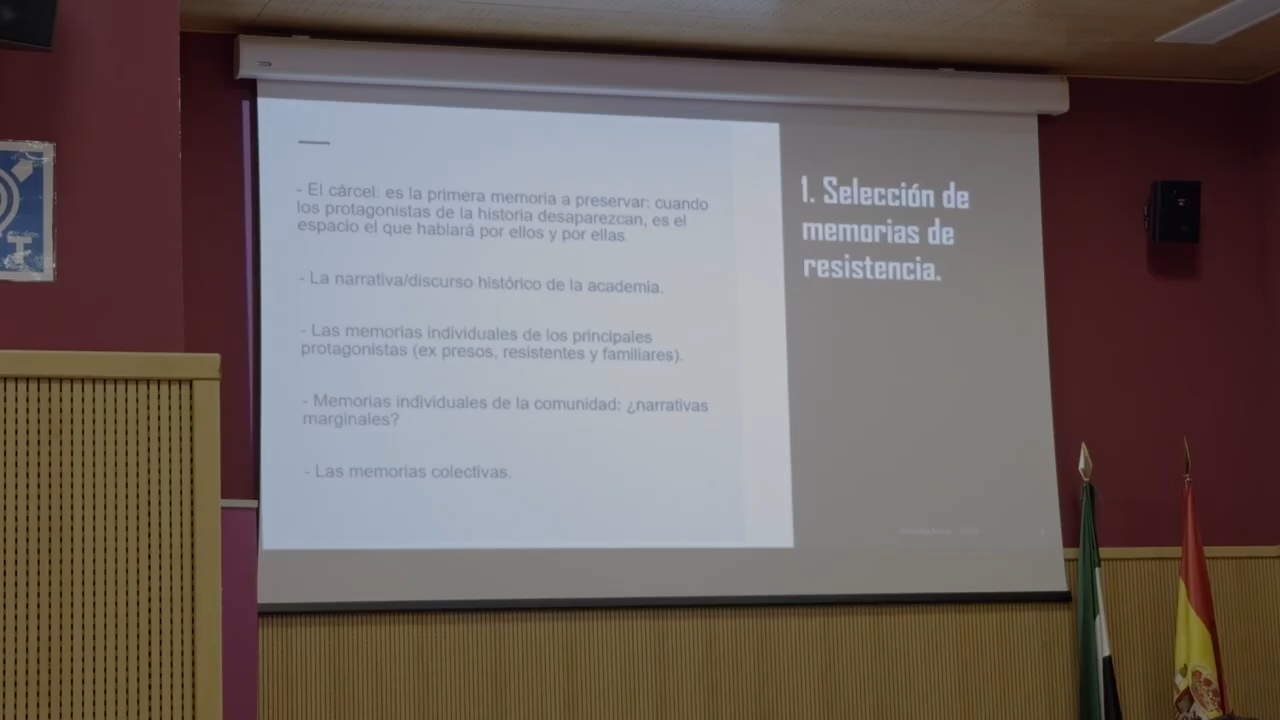 - El cárcel: es la primera memoria a preservar: cuando
los protagonistas de la historia desaparezcan, es el
espacio el que hablará por ellos y por ellas
- La narrativa/discurso histórico de la academia.
- Las memorias individuales de los principales
protagonistas (ex presos, resistentes y familiares).
- Memorias individuales de la comunidad: ¿narrativas
marginales?
- Las memorias colectivas.
1. Selección de
memorias de
resistencia.
T